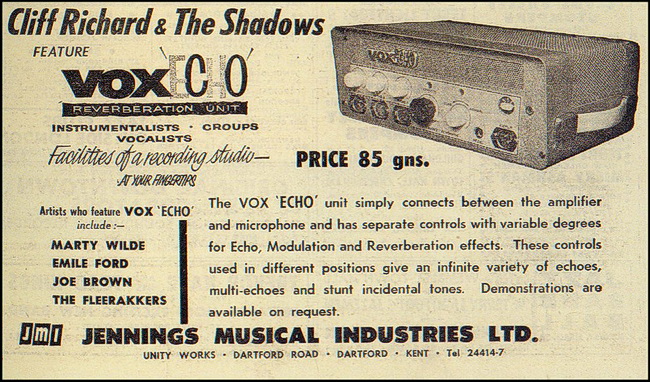 Cliff Richard & The Shadows
FEATURE
VOX 'ECHO'
REVERBERATION UNIT
INSTRUMENTALISTS · GROUPS
VOCALISTS
Facilities of a recording studio—
AT YOUR FINGERTIPS
VOX ECHO
PRICE 85 gns.
Artists who feature VOX 'ECHO'
include :—
MARTY WILDE
EMILE FORD
JOE BROWN
THE FLEERAKKERS
The VOX 'ECHO' unit simply connects between the amplifier
and microphone and has separate controls with variable degrees
for Echo, Modulation and Reverberation effects. These controls
used in different positions give an infinite variety of echoes,
multi-echoes and stunt incidental tones. Demonstrations are
available on request.
JMI JENNINGS MUSICAL INDUSTRIES LTD.
UNITY WORKS · DARTFORD ROAD · DARTFORD · KENT · Tel 24414-7